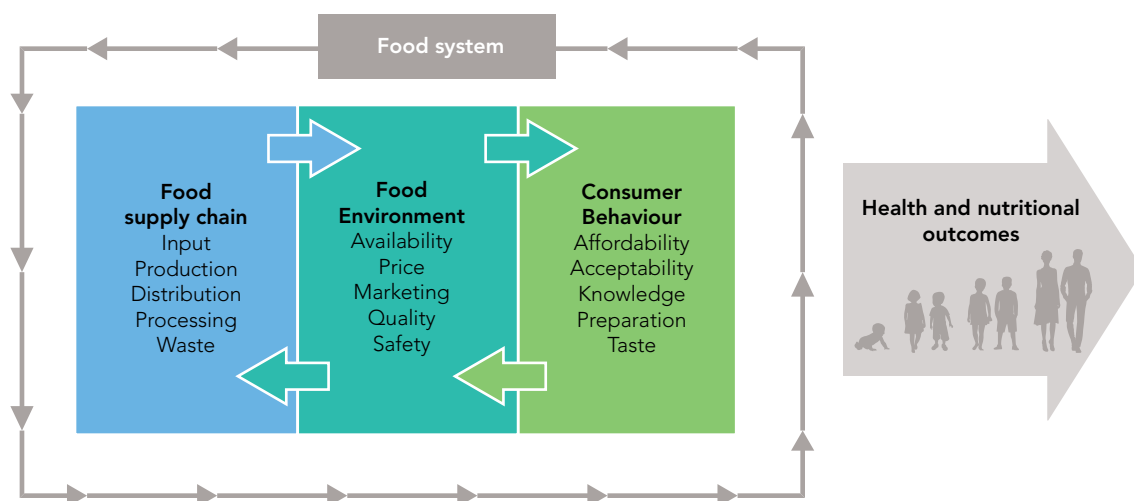 Food system
Food
supply chain
Input
Production
Distribution
Processing
Waste
Food
Environment
Availability
Price
Marketing
Quality
Safety
Consumer
Behaviour
Affordability
Acceptability
Knowledge
Preparation
Taste
Health and nutritional
outcomes